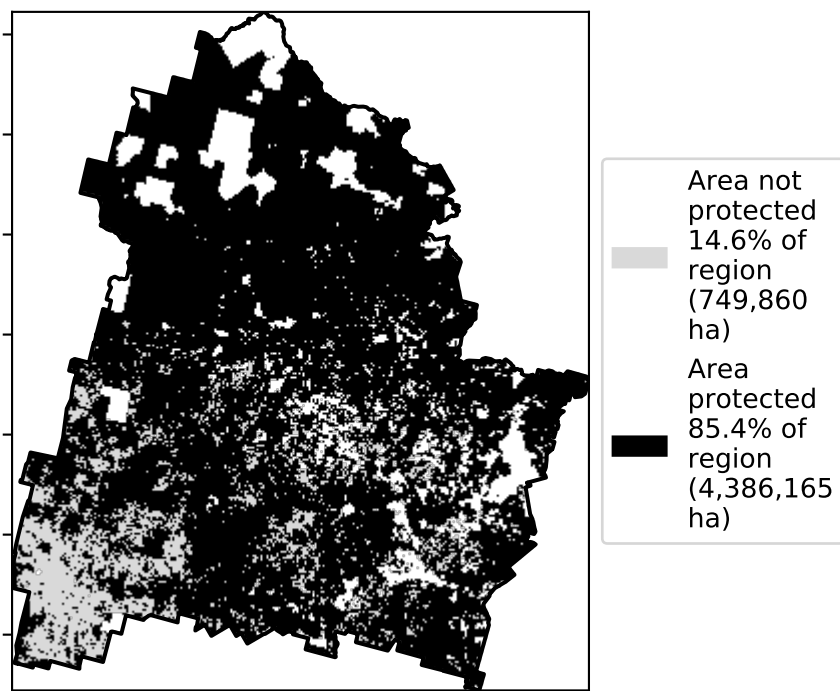 Area not
protected
14.6% of
region
(749,860
ha)
Area
protected
85.4% of
region
(4,386,165
ha)